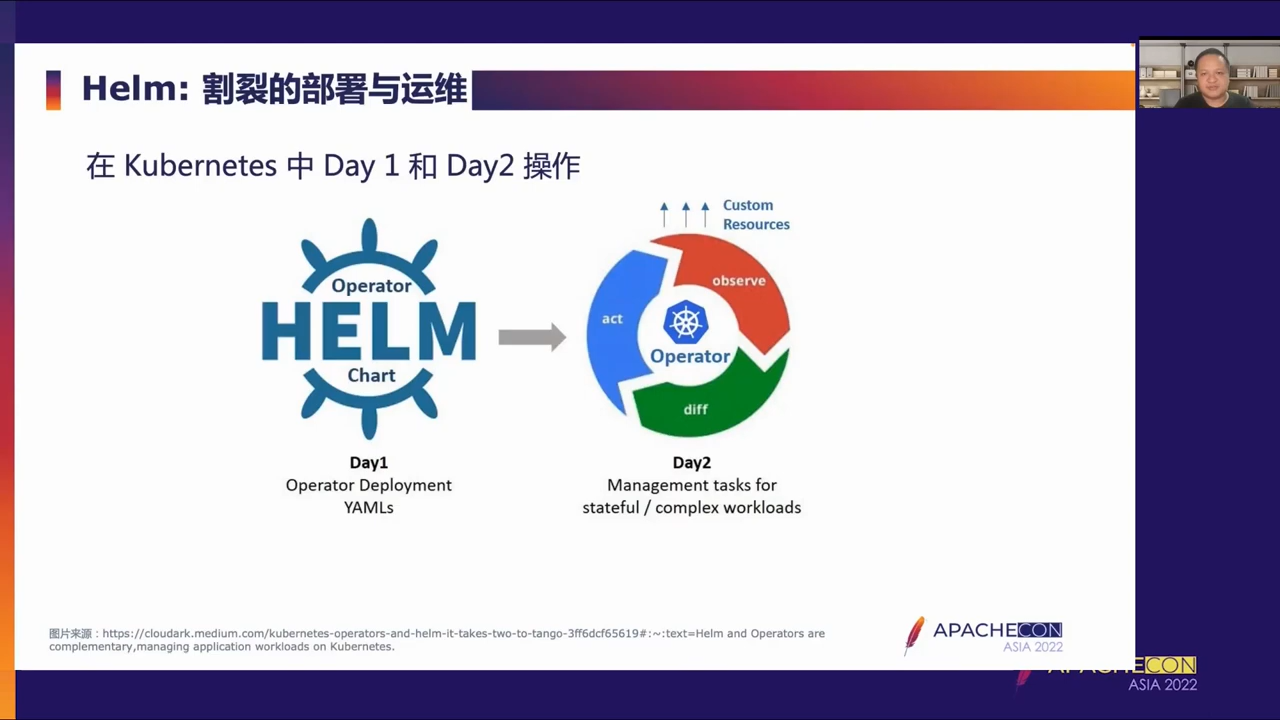 Helm: 割裂的部署与运维
在 Kubernetes 中 Day 1 和 Day2 操作
Operator
HELM
Chart
Day1
Operator Deployment
YAMLs
Custom
Resources
observe
act
Operator
diff
Day2
Management tasks for
stateful / complex workloads
图片来源：https://cloudark.medium.com/kubernetes-operators-and-helm-it-takes-two-to-tango-3ff6dcf65619#:~:text=Helm and Operators are
complementary,managing application workloads on Kubernetes.
APACHECON
ASIA 2022
APACHECON
ASIA 2022